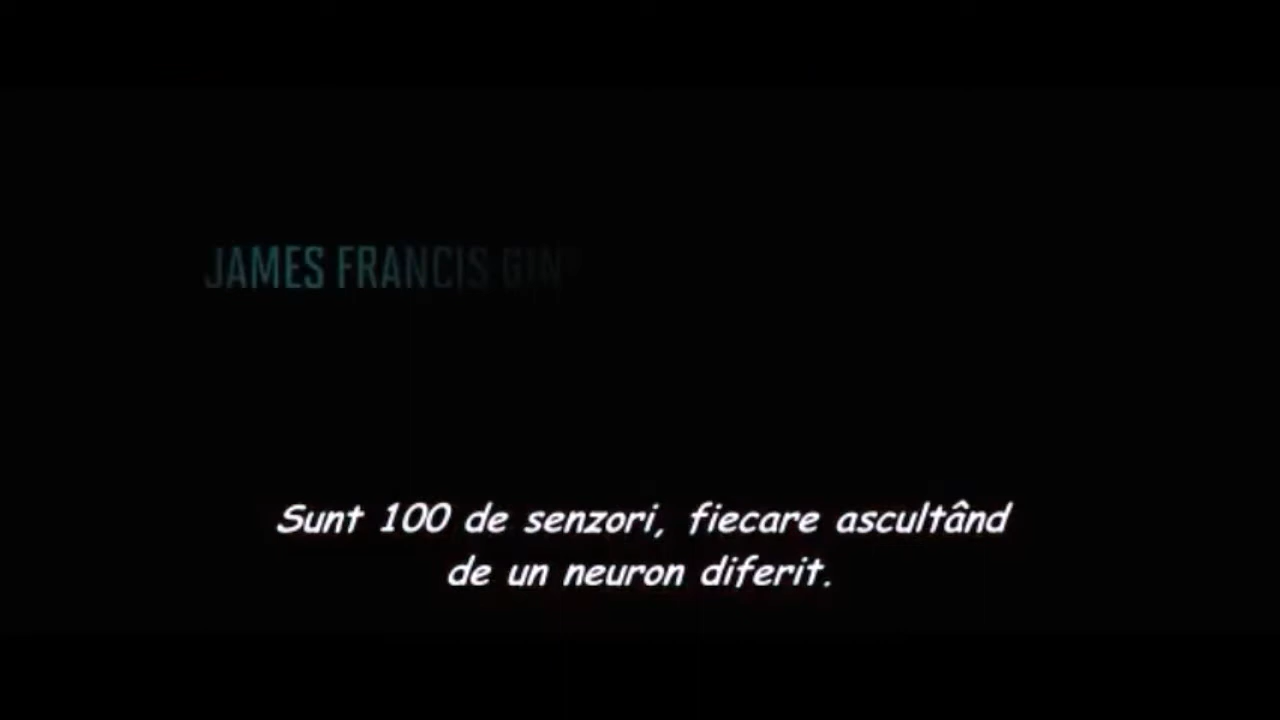 JAMES FRANCIS
Sunt 100 de senzori, fiecare ascultând
de un neuron diferit.